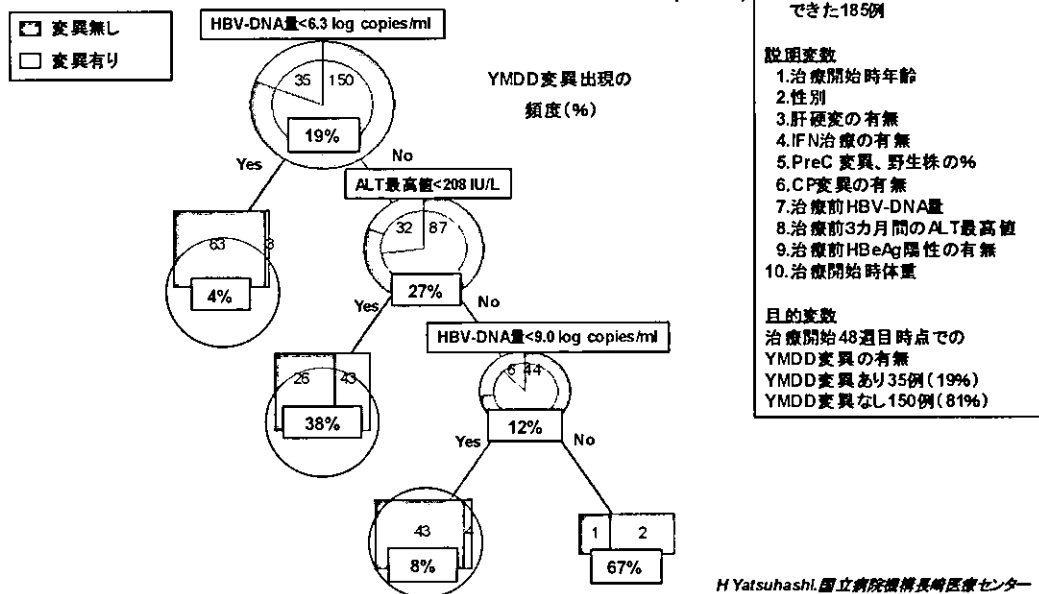 できた185例
変異無し
変異有り
HBV-DNA量<6.3 log copies/ml
35 150
19%
YMDD変異出現の
頻度(%)
Yes
No
ALT最高値<208 IU/L
32 87
27%
63 3
4%
Yes
No
HBV-DNA量<9.0 log copies/ml
26 43
38%
6 44
12%
Yes
No
43 4
8%
1 2
67%
説明変数
1.治療開始時年齢
2.性別
3.肝硬変の有無
4.IFN治療の有無
5.PreC 変異、野生株の%
6.CP変異の有無
7.治療前HBV-DNA量
8.治療前3カ月間のALT最高値
9.治療前HBeAg陽性の有無
10.治療開始時体重
目的変数
治療開始48週目時点での
YMDD変異の有無
YMDD変異あり35例(19%)
YMDD変異なし150例(81%)
H Yatsuhashi.国立病院機構長崎医療センター